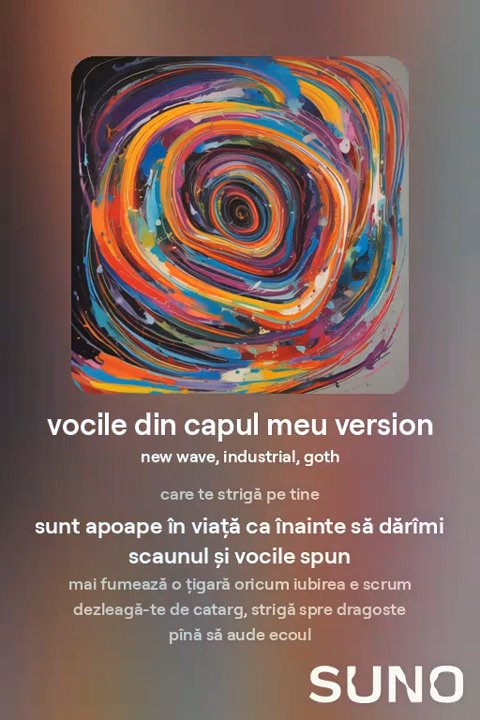 vocile din capul meu version
new wave, industrial, goth
care te strigă pe tine
sunt apoape în viață ca înainte să dărîmi
scaunul și vocile spun
mai fumează o țigară oricum iubirea e scrum
dezleagă-te de catarg, strigă spre dragoste
pînă să aude ecoul
SUNO